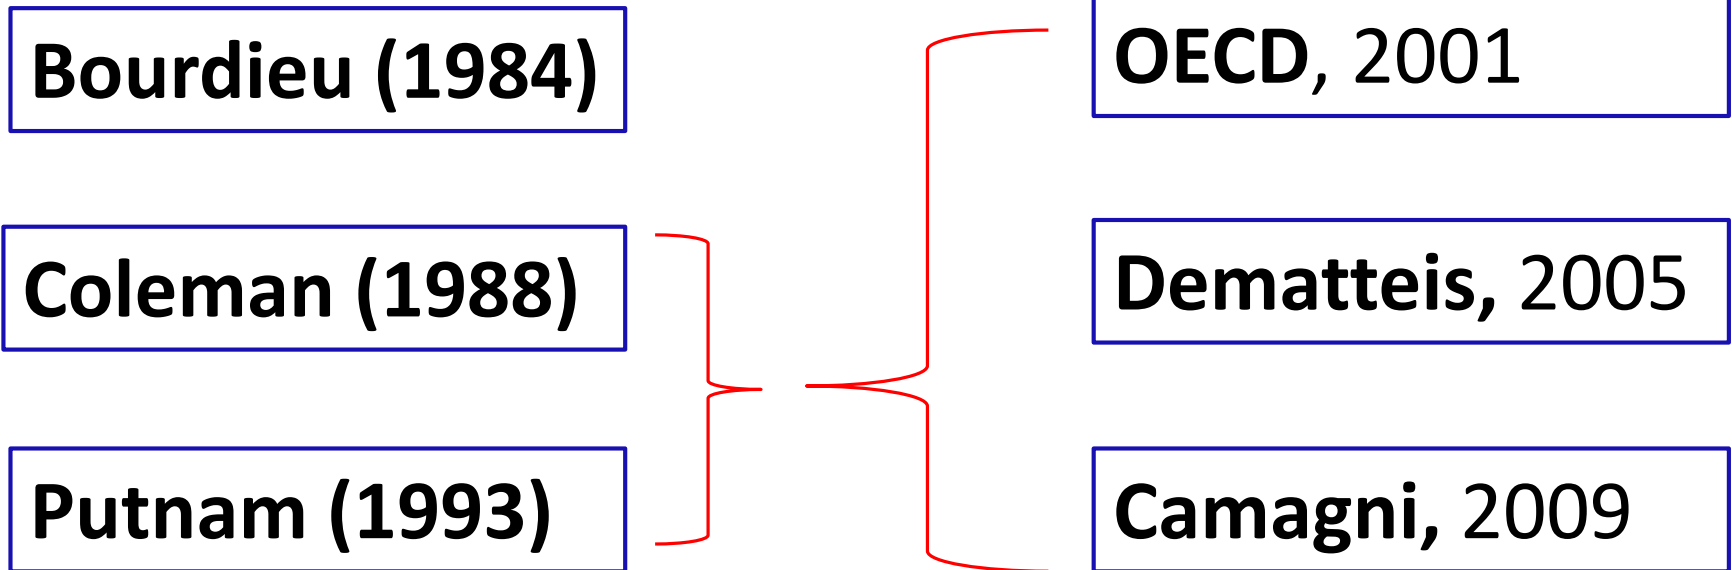 Bourdieu (1984)
Coleman (1988)
Putnam (1993)
OECD, 2001
Dematteis, 2005
Camagni, 2009